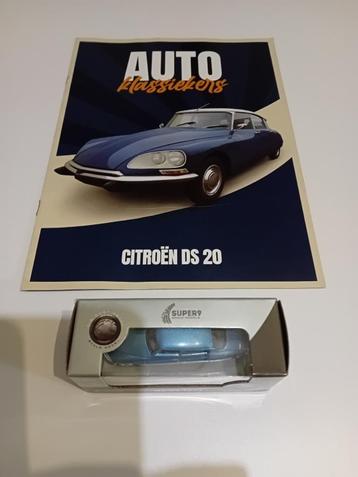 AUTO
klassiekers
CITROËN DS 20
SUPER9